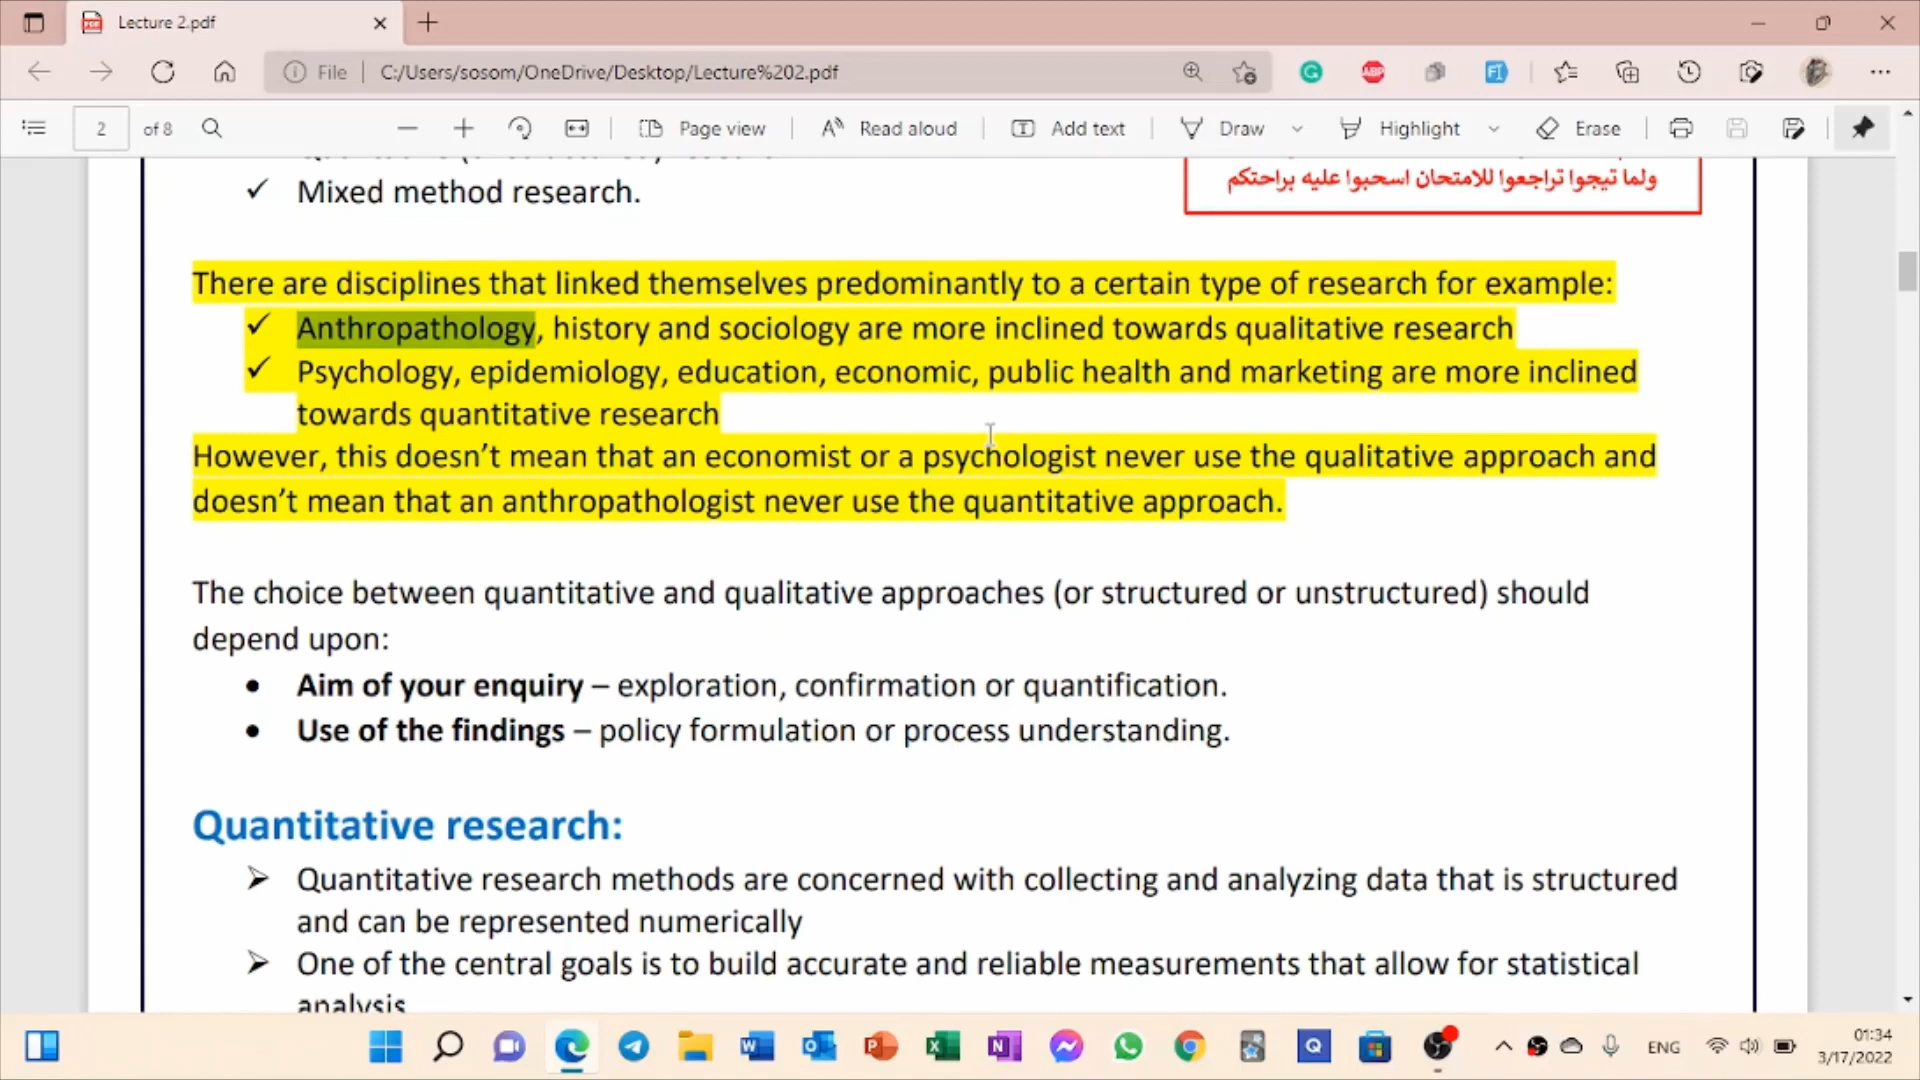 Lecture 2.pdf
File
C:/Users/sosom/OneDrive/Desktop/Lecture%202.pdf
2 of 8
Page view
Read aloud
Add text
Draw
Highlight
Erase
✓ Mixed method research.
ولما تيجوا تراجعوا للامتحان اسحبوا عليه براحتكم
There are disciplines that linked themselves predominantly to a certain type of research for example:
✓ Anthropathology, history and sociology are more inclined towards qualitative research
✓ Psychology, epidemiology, education, economic, public health and marketing are more inclined
towards quantitative research
However, this doesn’t mean that an economist or a psychologist never use the qualitative approach and
doesn’t mean that an anthropathologist never use the quantitative approach.
The choice between quantitative and qualitative approaches (or structured or unstructured) should
depend upon:
• Aim of your enquiry – exploration, confirmation or quantification.
• Use of the findings – policy formulation or process understanding.
Quantitative research:
➢ Quantitative research methods are concerned with collecting and analyzing data that is structured
and can be represented numerically
➢ One of the central goals is to build accurate and reliable measurements that allow for statistical
analysis
ENG
01:34
3/17/2022